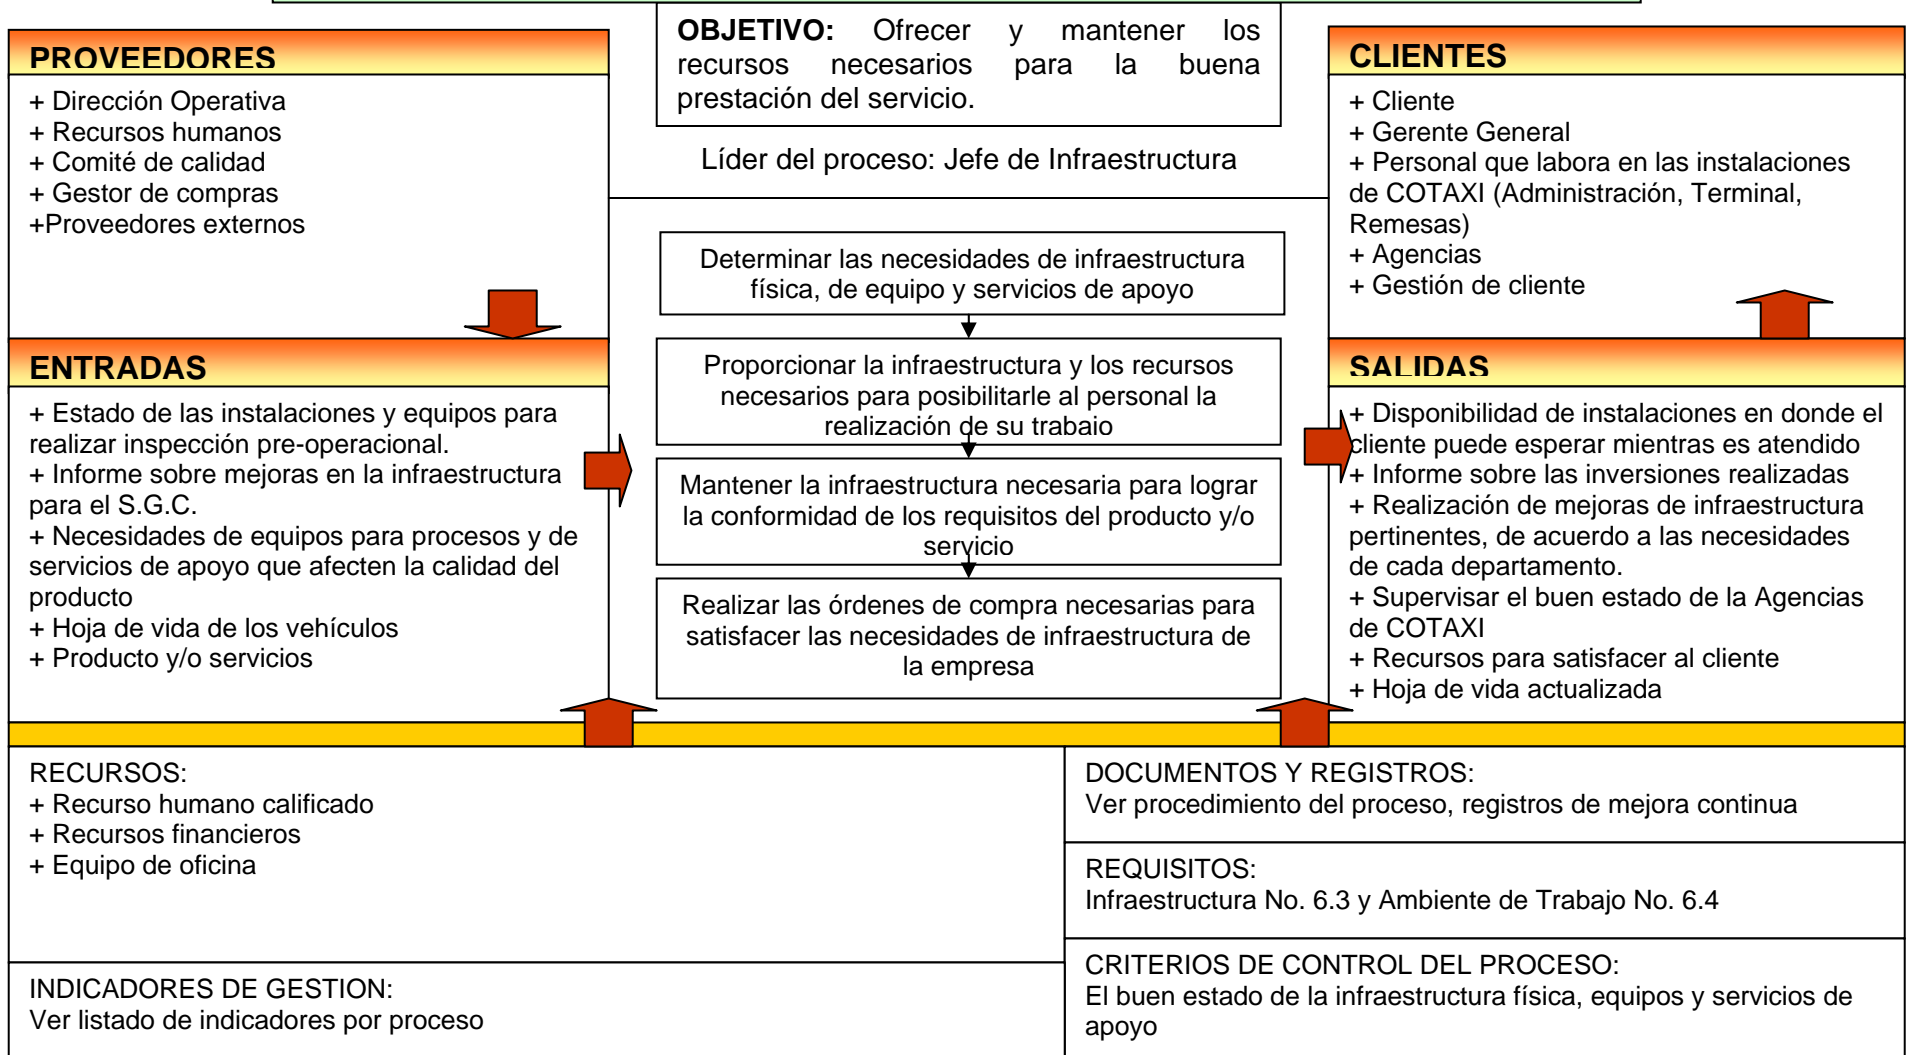 OBJETIVO: Ofrecer y mantener los
recursos necesarios para la buena
prestación del servicio.
Líder del proceso: Jefe de Infraestructura
PROVEEDORES
+ Dirección Operativa
+ Recursos humanos
+ Comité de calidad
+ Gestor de compras
+Proveedores externos
ENTRADAS
+ Estado de las instalaciones y equipos para
realizar inspección pre-operacional.
+ Informe sobre mejoras en la infraestructura
para el S.G.C.
+ Necesidades de equipos para procesos y de
servicios de apoyo que afecten la calidad del
producto
+ Hoja de vida de los vehículos
+ Producto y/o servicios
Determinar las necesidades de infraestructura
física, de equipo y servicios de apoyo
Proporcionar la infraestructura y los recursos
necesarios para posibilitarle al personal la
realización de su trabajo
Mantener la infraestructura necesaria para lograr
la conformidad de los requisitos del producto y/o
servicio
Realizar las órdenes de compra necesarias para
satisfacer las necesidades de infraestructura de
la empresa
CLIENTES
+ Cliente
+ Gerente General
+ Personal que labora en las instalaciones
de COTAXI (Administración, Terminal,
Remesas)
+ Agencias
+ Gestión de cliente
SALIDAS
+ Disponibilidad de instalaciones en donde el
cliente puede esperar mientras es atendido
+ Informe sobre las inversiones realizadas
+ Realización de mejoras de infraestructura
pertinentes, de acuerdo a las necesidades
de cada departamento.
+ Supervisar el buen estado de la Agencias
de COTAXI
+ Recursos para satisfacer al cliente
+ Hoja de vida actualizada
RECURSOS:
+ Recurso humano calificado
+ Recursos financieros
+ Equipo de oficina
INDICADORES DE GESTION:
Ver listado de indicadores por proceso
DOCUMENTOS Y REGISTROS:
Ver procedimiento del proceso, registros de mejora continua
REQUISITOS:
Infraestructura No. 6.3 y Ambiente de Trabajo No. 6.4
CRITERIOS DE CONTROL DEL PROCESO:
El buen estado de la infraestructura física, equipos y servicios de
apoyo